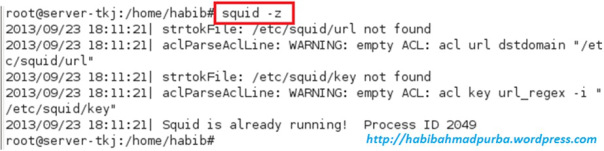 root@server-tkj:/home/habib# squid -z
2013/09/23 18:11:21| strtokFile: /etc/squid/url not found
2013/09/23 18:11:21| aclParseAclLine: WARNING: empty ACL: acl url dstdomain "/et
c/squid/url"
2013/09/23 18:11:21| strtokFile: /etc/squid/key not found
2013/09/23 18:11:21| aclParseAclLine: WARNING: empty ACL: acl key url_regex -i "
/etc/squid/key"
2013/09/23 18:11:21| Squid is already running!  Process ID 2049
root@server-tkj:/home/habib#
http://habibahmadpurba.wordpress.com